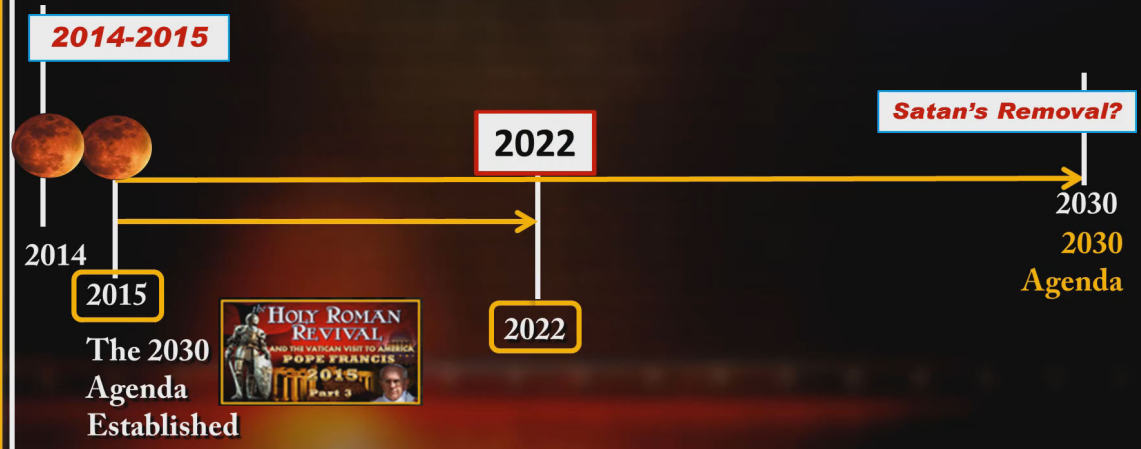 2014-2015
Satan's Removal?
2022
2030
2030
Agenda
2014
2015
2022
The 2030
Agenda
Established
the HOLY ROMAN
REVIVAL
AND THE VATICAN VISIT TO AMERICA
POPE FRANCIS
2015
Part 3